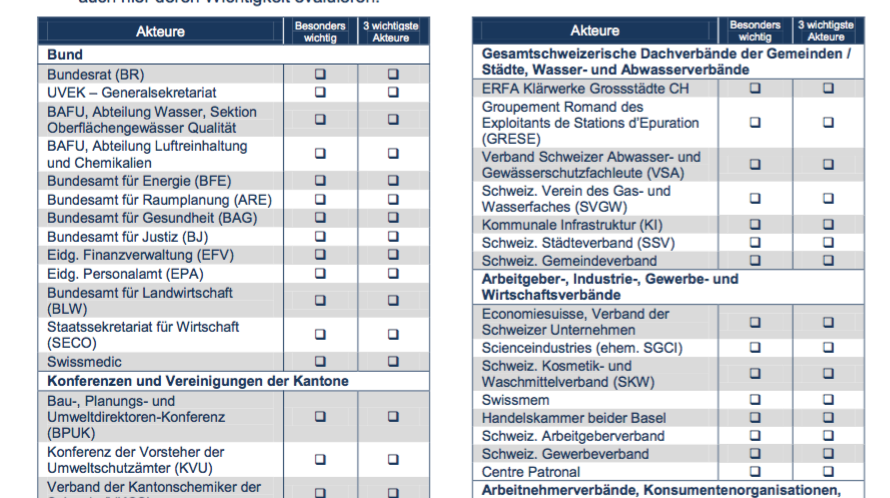 auch hier deren Wichtigkeit evaluieren.
Akteure
Besonders
wichtig
3 wichtigste
Akteure
Bund
Bundesrat (BR)
UVEK – Generalsekretariat
BAFU, Abteilung Wasser, Sektion
Oberflächengewässer Qualität
BAFU, Abteilung Luftreinhaltung
und Chemikalien
Bundesamt für Energie (BFE)
Bundesamt für Raumplanung (ARE)
Bundesamt für Gesundheit (BAG)
Bundesamt für Justiz (BJ)
Eidg. Finanzverwaltung (EFV)
Eidg. Personalamt (EPA)
Bundesamt für Landwirtschaft
(BLW)
Staatssekretariat für Wirtschaft
(SECO)
Swissmedic
Konferenzen und Vereinigungen der Kantone
Bau-, Planungs- und
Umweltdirektoren-Konferenz
(BPUK)
Konferenz der Vorsteher der
Umweltschutzämter (KVU)
Verband der Kantonschemiker der
Akteure
Besonders
wichtig
3 wichtigste
Akteure
Gesamtschweizerische Dachverbände der Gemeinden /
Städte, Wasser- und Abwasserverbände
ERFA Klärwerke Grossstädte CH
Groupement Romand des
Exploitants de Stations d'Epuration
(GRESE)
Verband Schweizer Abwasser- und
Gewässerschutzfachleute (VSA)
Schweiz. Verein des Gas- und
Wasserfaches (SVGW)
Kommunale Infrastruktur (KI)
Schweiz. Städteverband (SSV)
Schweiz. Gemeindeverband
Arbeitgeber-, Industrie-, Gewerbe- und
Wirtschaftsverbände
Economiesuisse, Verband der
Schweizer Unternehmen
Scienceindustries (ehem. SGCI)
Schweiz. Kosmetik- und
Waschmittelverband (SKW)
Swissmem
Handelskammer beider Basel
Schweiz. Arbeitgeberverband
Schweiz. Gewerbeverband
Centre Patronal
Arbeitnehmerverbände, Konsumentenorganisationen,